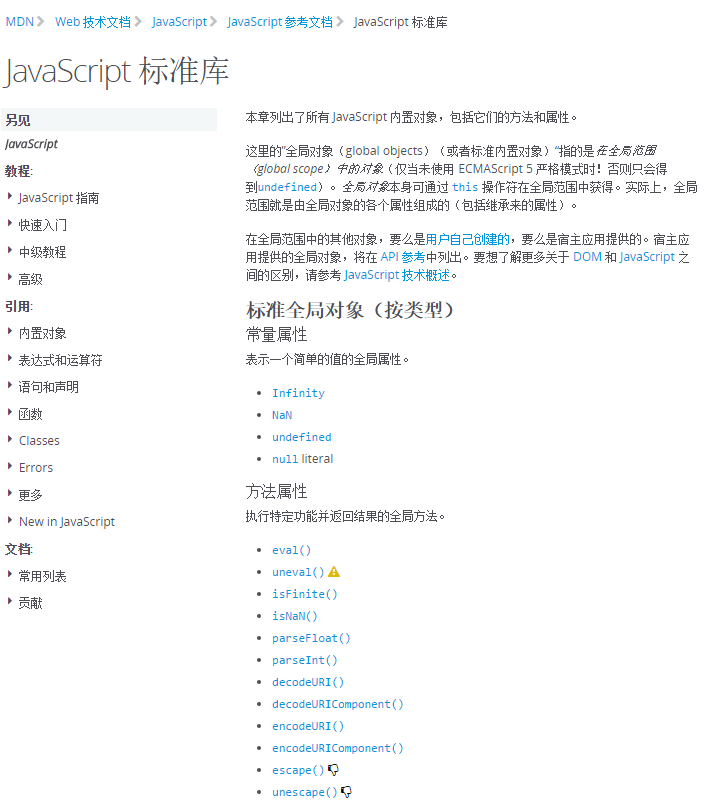 MDN Web 技术文档 JavaScript JavaScript 参考文档 JavaScript 标准库
JavaScript 标准库
另见
JavaScript
教程:
JavaScript 指南
快速入门
中级教程
高级
引用:
内置对象
表达式和运算符
语句和声明
函数
Classes
Errors
更多
New in JavaScript
文档:
常用列表
贡献
本章列出了所有 JavaScript 内置对象，包括它们的方法和属性。
这里的"全局对象（global objects）（或者标准内置对象）"指的是在全局范围
（global scope）中的对象（仅当未使用 ECMAScript 5 严格模式时！否则只会得
到undefined）。全局对象本身可通过 this 操作符在全局范围中获得。实际上，全局
范围就是由全局对象的各个属性组成的（包括继承来的属性）。
在全局范围中的其他对象，要么是用户自己创建的，要么是宿主应用提供的。宿主应
用提供的全局对象，将在 API 参考中列出。要想了解更多关于 DOM 和 JavaScript 之
间的区别，请参考 JavaScript 技术概述。
标准全局对象（按类型）
常量属性
表示一个简单的值的全局属性。
Infinity
NaN
undefined
null literal
方法属性
执行特定功能并返回结果的全局方法。
eval()
uneval()
isFinite()
isNaN()
parseFloat()
parseInt()
decodeURI()
decodeURIComponent()
encodeURI()
encodeURIComponent()
escape()
unescape()